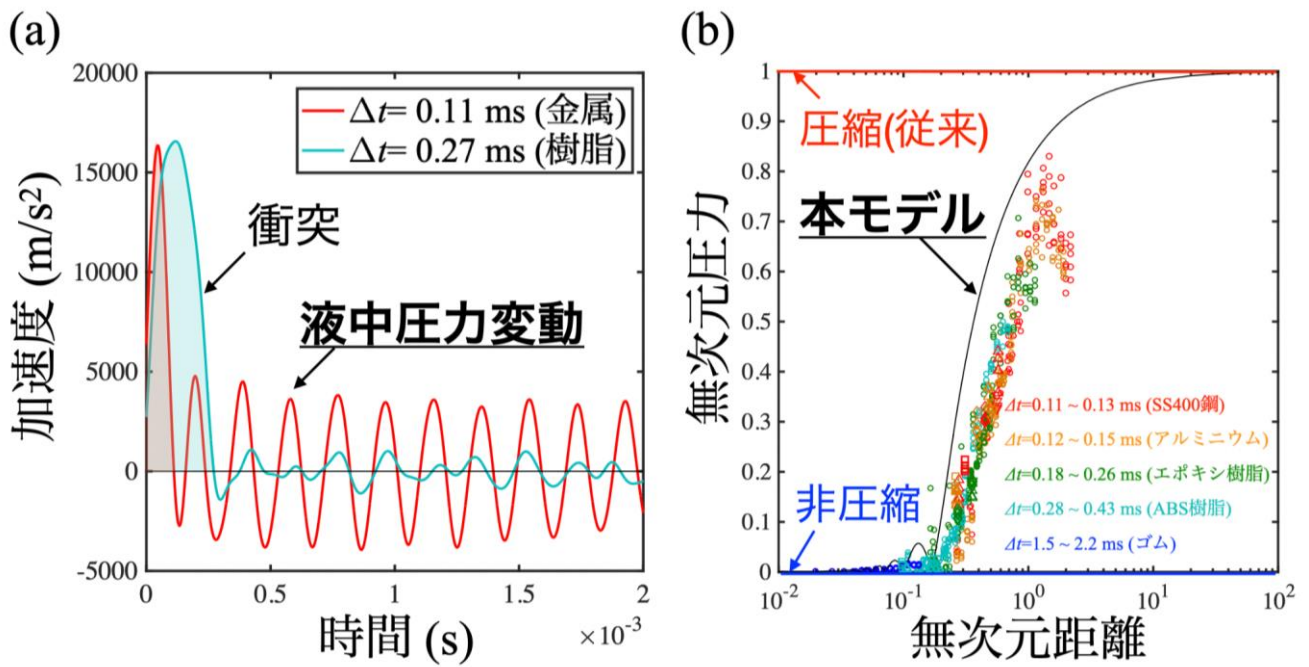 (a)
20000
15000
10000
5000
0
-5000
加速度 (m/s²)
Δt= 0.11 ms (金属)
Δt= 0.27 ms (樹脂)
衝突
液中圧力変動
0
0.5
1
1.5
2
×10⁻³
時間 (s)
(b)
1
0.9
0.8
0.7
0.6
0.5
0.4
0.3
0.2
0.1
0
無次元圧力
圧縮(従来)
本モデル
Δt=0.11 ~ 0.13 ms (SS400鋼)
Δt=0.12 ~ 0.15 ms (アルミニウム)
Δt=0.18 ~ 0.26 ms (エポキシ樹脂)
Δt=0.28 ~ 0.43 ms (ABS樹脂)
Δt=1.5 ~ 2.2 ms (ゴム)
非圧縮
10⁻²
10⁻¹
10⁰
10¹
10²
無次元距離